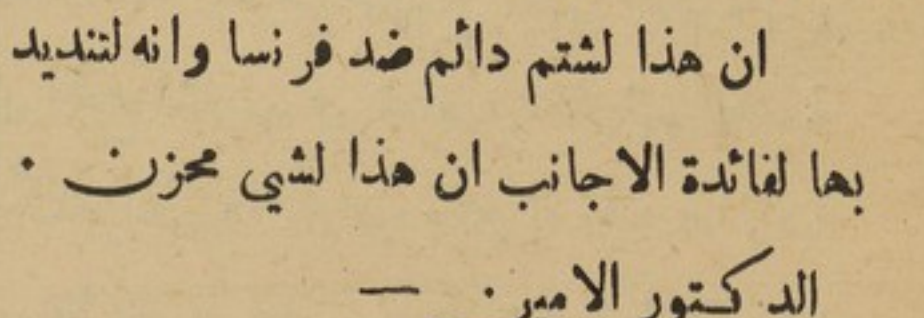 ان هذا لشتم دائم ضد فرنسا وانه لتنديد
بها لفائدة الاجانب ان هذا لشي محزن .
الدكتور الامير . —